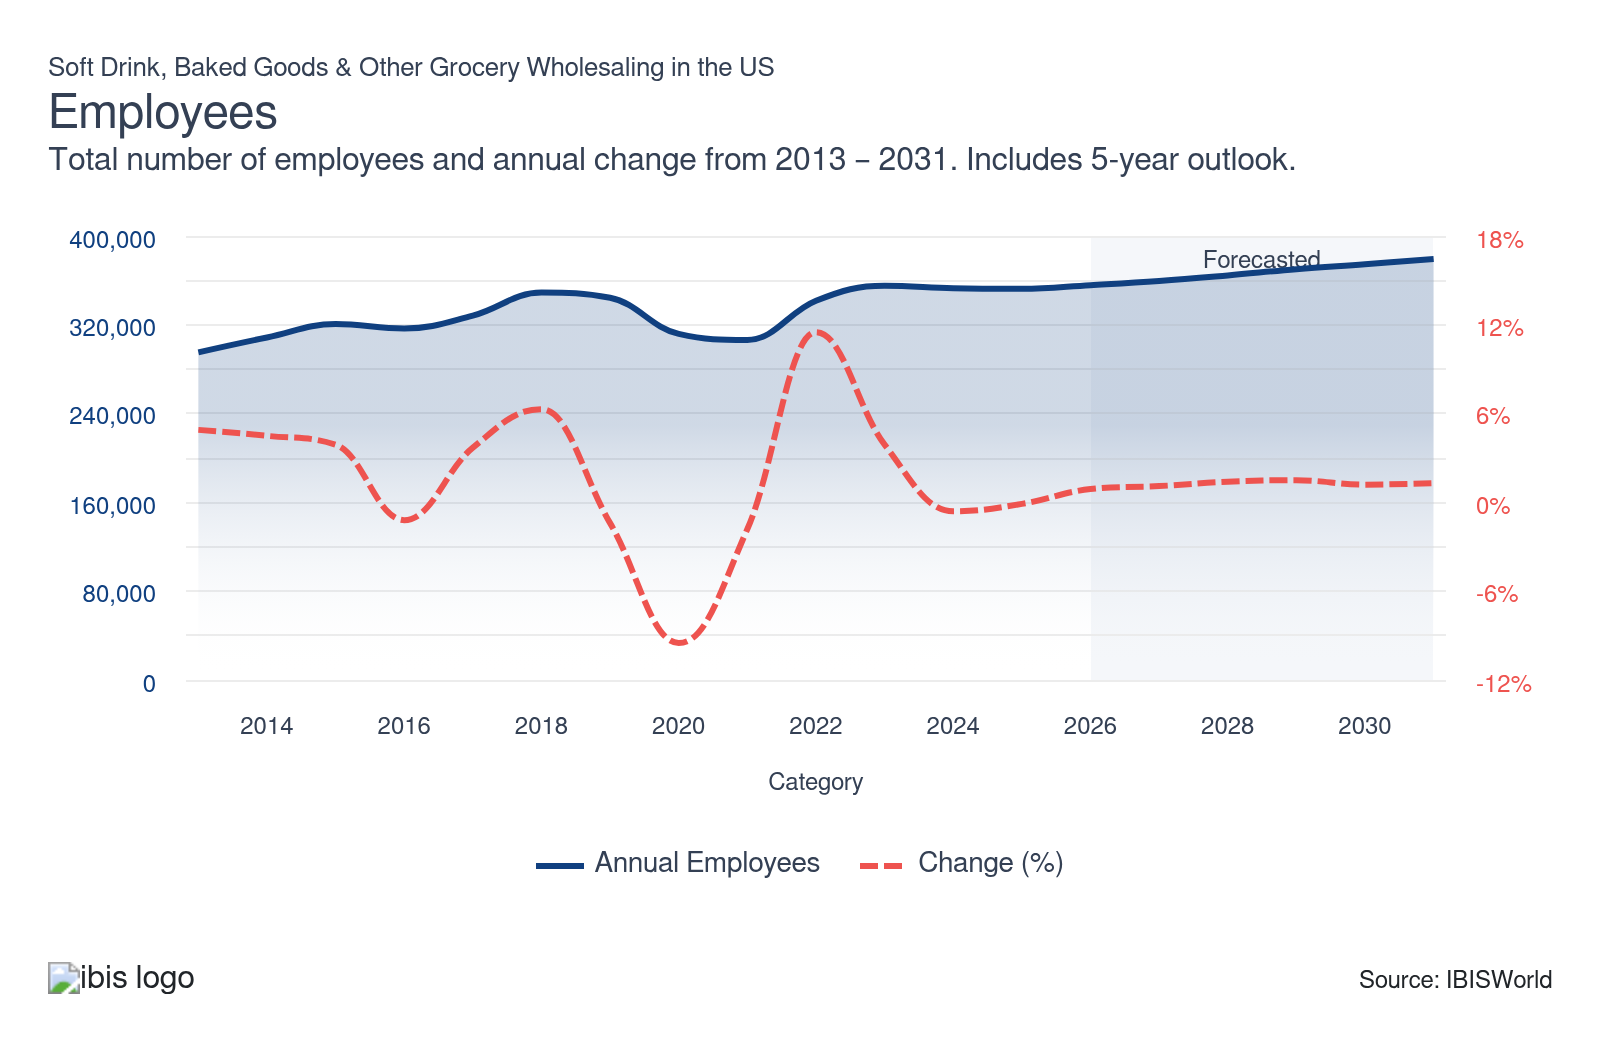 Soft Drink, Baked Goods & Other Grocery Wholesaling in the US
Employees
Total number of employees and annual change from 2013 – 2031. Includes 5-year outlook.
400,000
320,000
240,000
160,000
80,000
0
Forecasted
18%
12%
6%
0%
-6%
-12%
2014 2016 2018 2020 2022 2024 2026 2028 2030
Category
Annual Employees Change (%)
ibis logo
Source: IBISWorld